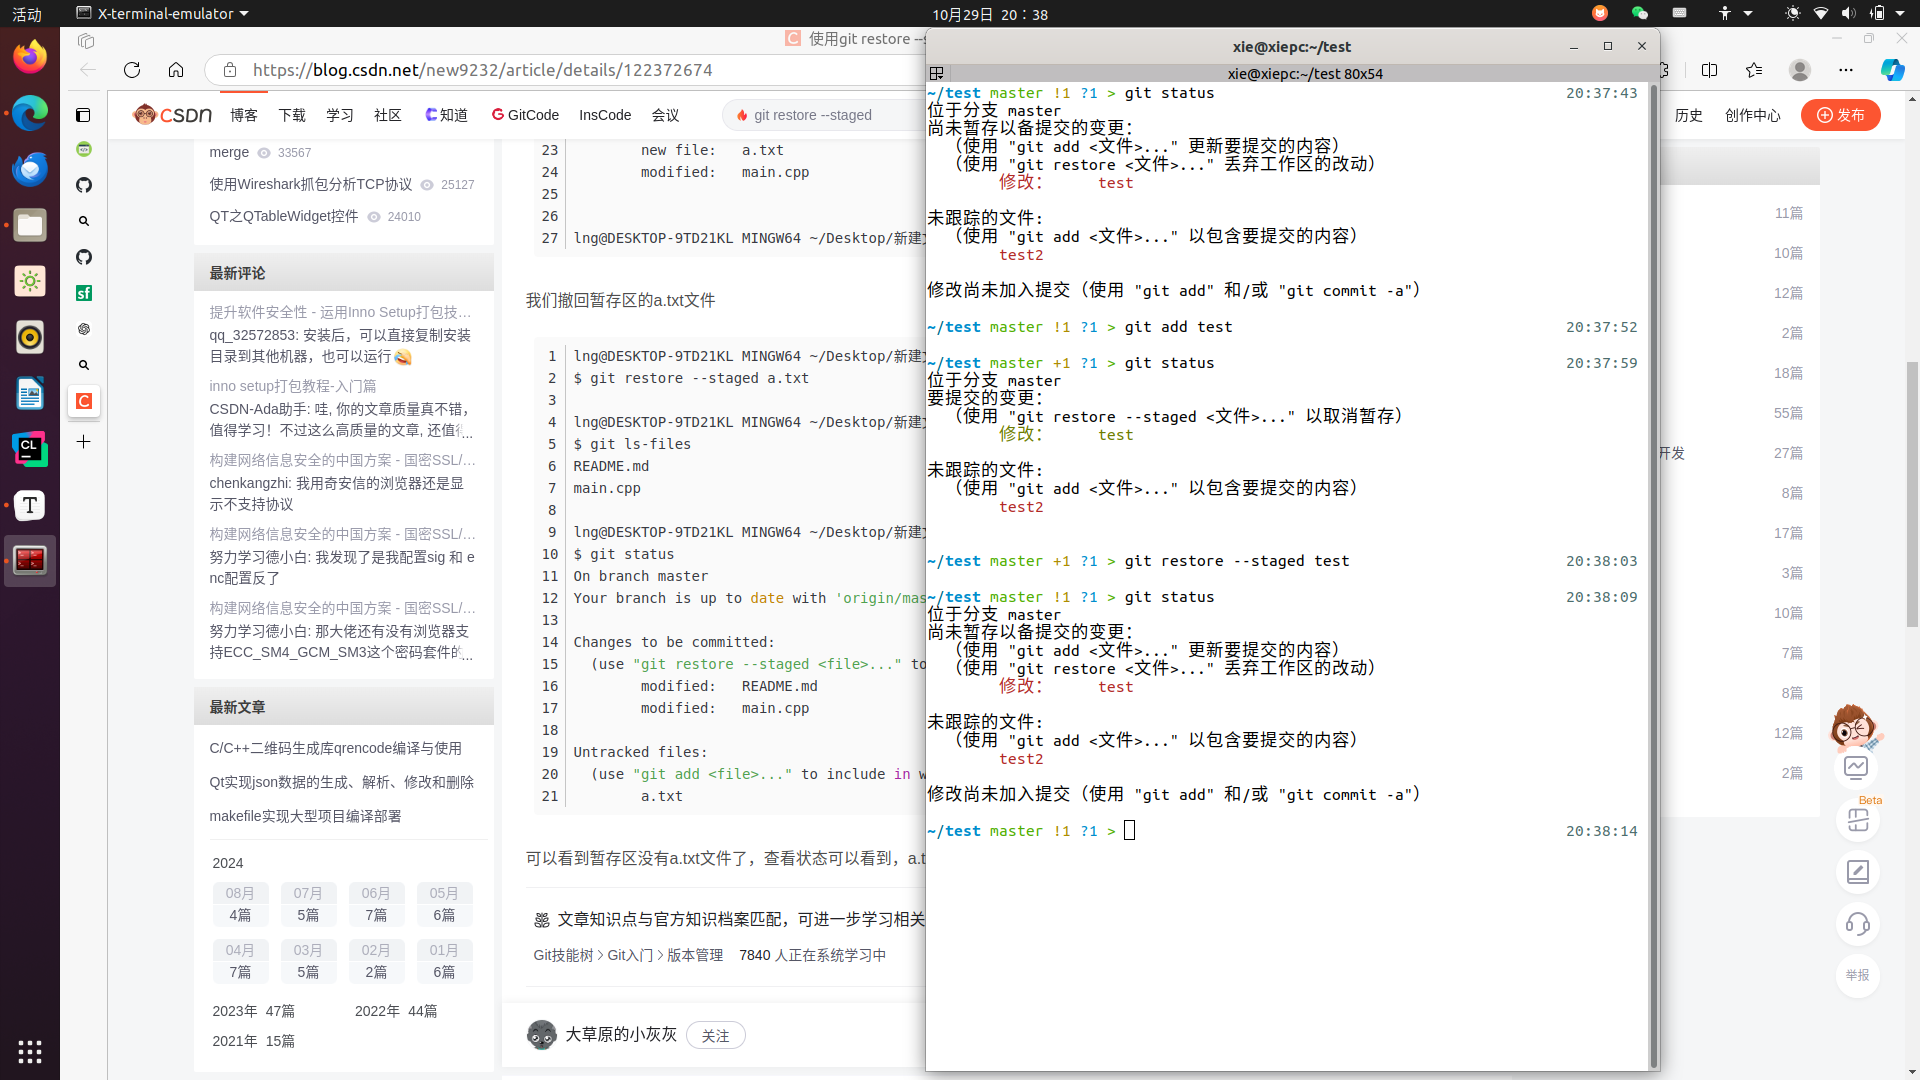 活动
X-terminal-emulator
10月29日 20：38
使用git restore --s
https://blog.csdn.net/new9232/article/details/122372674
CSDN
博客
下载
学习
社区
知道
GitCode
InsCode
会议
git restore --staged
历史
创作中心
发布
merge 33567
使用Wireshark抓包分析TCP协议 25127
QT之QTableWidget控件 24010
最新评论
提升软件安全性 - 运用Inno Setup打包技…
qq_32572853: 安装后，可以直接复制安装
目录到其他机器，也可以运行
inno setup打包教程-入门篇
CSDN-Ada助手: 哇, 你的文章质量真不错，
值得学习！不过这么高质量的文章, 还值得...
构建网络信息安全的中国方案 - 国密SSL/…
chenkangzhi: 我用奇安信的浏览器还是显
示不支持协议
构建网络信息安全的中国方案 - 国密SSL/…
努力学习德小白: 我发现了是我配置sig 和 e
nc配置反了
构建网络信息安全的中国方案 - 国密SSL/…
努力学习德小白: 那大佬还有没有浏览器支
持ECC_SM4_GCM_SM3这个密码套件的...
最新文章
C/C++二维码生成库qrencode编译与使用
Qt实现json数据的生成、解析、修改和删除
makefile实现大型项目编译部署
2024
08月 07月 06月 05月
4篇 5篇 7篇 6篇
04月 03月 02月 01月
7篇 5篇 2篇 6篇
2023年 47篇 2022年 44篇
2021年 15篇
23 new file: a.txt
24 modified: main.cpp
25
26
27 lng@DESKTOP-9TD21KL MINGW64 ~/Desktop/新建
我们撤回暂存区的a.txt文件
1 lng@DESKTOP-9TD21KL MINGW64 ~/Desktop/新建
2 $ git restore --staged a.txt
3
4 lng@DESKTOP-9TD21KL MINGW64 ~/Desktop/新建
5 $ git ls-files
6 README.md
7 main.cpp
8
9 lng@DESKTOP-9TD21KL MINGW64 ~/Desktop/新建
10 $ git status
11 On branch master
12 Your branch is up to date with 'origin/mas
13
14 Changes to be committed:
15 (use "git restore --staged <file>..." to
16 modified: README.md
17 modified: main.cpp
18
19 Untracked files:
20 (use "git add <file>..." to include in w
21 a.txt
可以看到暂存区没有a.txt文件了，查看状态可以看到，a.t
文章知识点与官方知识档案匹配，可进一步学习相关
Git技能树 Git入门 版本管理 7840 人正在系统学习中
大草原的小灰灰 关注
xie@xiepc:~/test
xie@xiepc:~/test 80x54
~/test master !1 ?1 > git status 20:37:43
位于分支 master
尚未暂存以备提交的变更：
（使用 "git add <文件>..." 更新要提交的内容）
（使用 "git restore <文件>..." 丢弃工作区的改动）
修改： test
未跟踪的文件:
（使用 "git add <文件>..." 以包含要提交的内容）
test2
修改尚未加入提交（使用 "git add" 和/或 "git commit -a"）
~/test master !1 ?1 > git add test 20:37:52
~/test master +1 ?1 > git status 20:37:59
位于分支 master
要提交的变更：
（使用 "git restore --staged <文件>..." 以取消暂存）
修改： test
未跟踪的文件:
（使用 "git add <文件>..." 以包含要提交的内容）
test2
~/test master +1 ?1 > git restore --staged test 20:38:03
~/test master !1 ?1 > git status 20:38:09
位于分支 master
尚未暂存以备提交的变更：
（使用 "git add <文件>..." 更新要提交的内容）
（使用 "git restore <文件>..." 丢弃工作区的改动）
修改： test
未跟踪的文件:
（使用 "git add <文件>..." 以包含要提交的内容）
test2
修改尚未加入提交（使用 "git add" 和/或 "git commit -a"）
~/test master !1 ?1 > 20:38:14
11篇
10篇
12篇
2篇
18篇
55篇
开发 27篇
8篇
17篇
3篇
10篇
7篇
8篇
12篇
2篇
Beta
举报